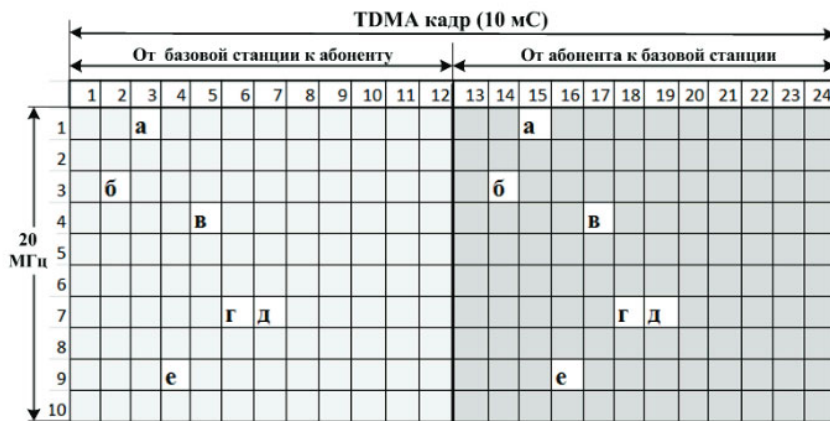 TDMA кадр (10 мС)
От базовой станции к абоненту От абонента к базовой станции
1 2 3 4 5 6 7 8 9 10 11 12 13 14 15 16 17 18 19 20 21 22 23 24
1 а а
2
3 б б
4 в в
20
МГц
5
6
7 г д г д
8
9 е е
10